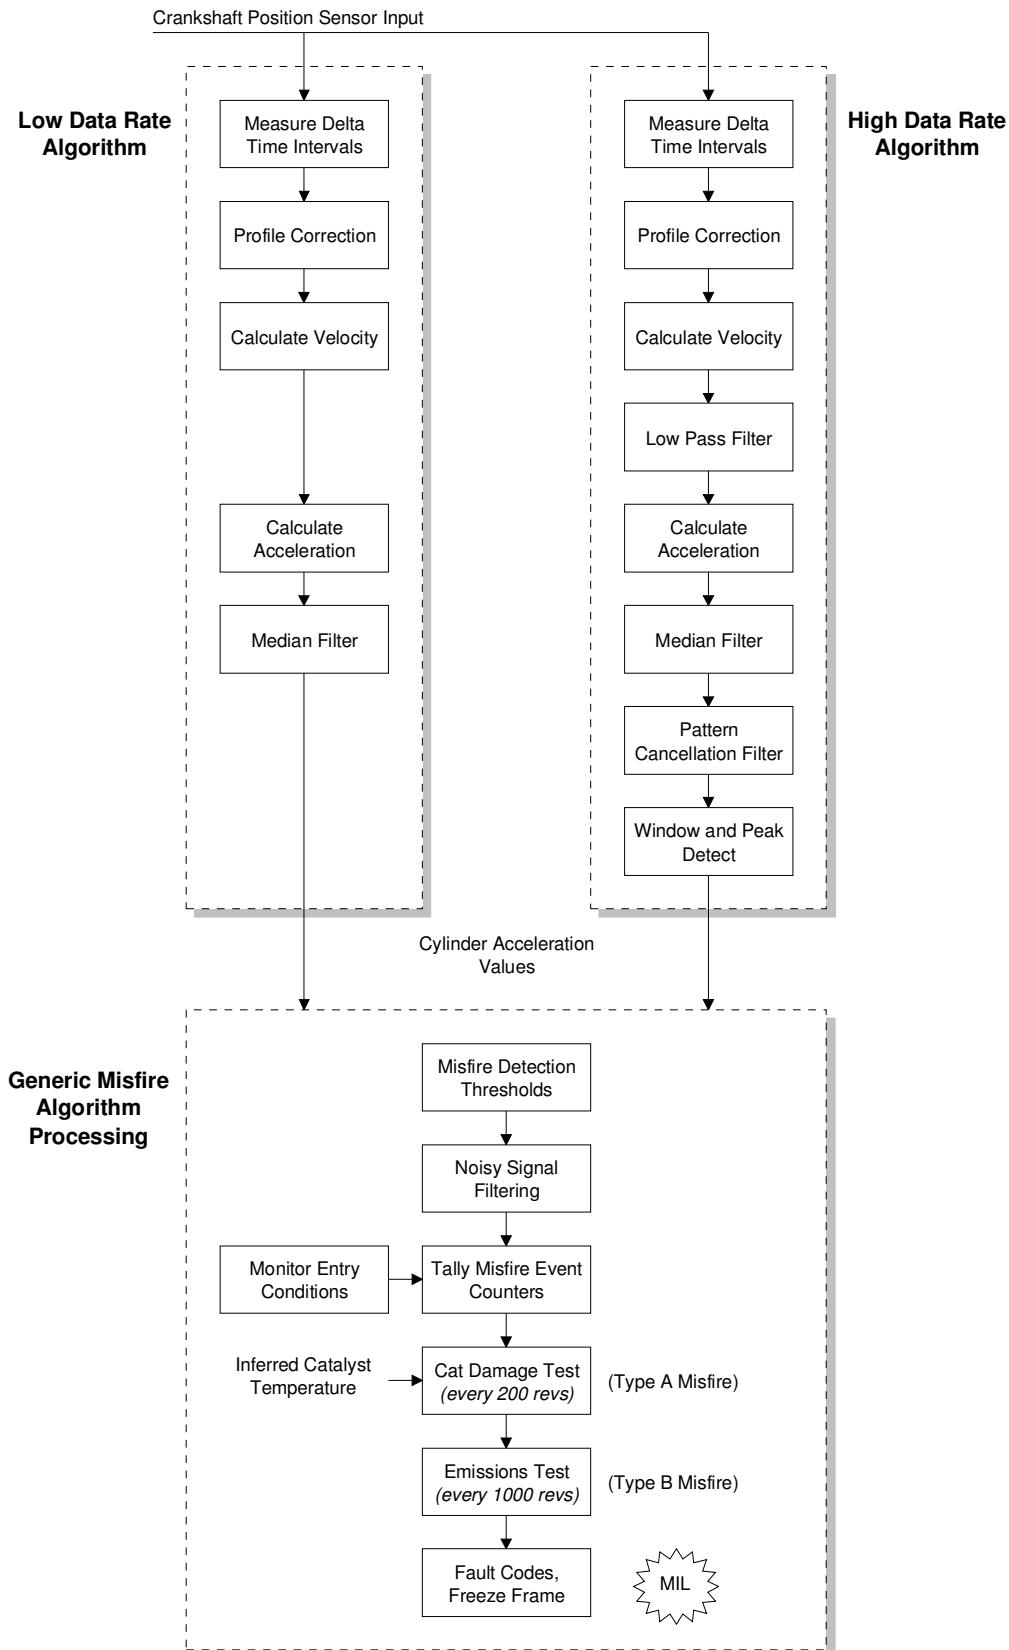 Crankshaft Position Sensor Input
Low Data Rate
Algorithm
Measure Delta
Time Intervals
Profile Correction
Calculate Velocity
Calculate
Acceleration
Median Filter
High Data Rate
Algorithm
Measure Delta
Time Intervals
Profile Correction
Calculate Velocity
Low Pass Filter
Calculate
Acceleration
Median Filter
Pattern
Cancellation Filter
Window and Peak
Detect
Cylinder Acceleration
Values
Generic Misfire
Algorithm
Processing
Misfire Detection
Thresholds
Noisy Signal
Filtering
Monitor Entry
Conditions
Tally Misfire Event
Counters
Inferred Catalyst
Temperature
Cat Damage Test
(every 200 revs)
(Type A Misfire)
Emissions Test
(every 1000 revs)
(Type B Misfire)
Fault Codes,
Freeze Frame
MIL